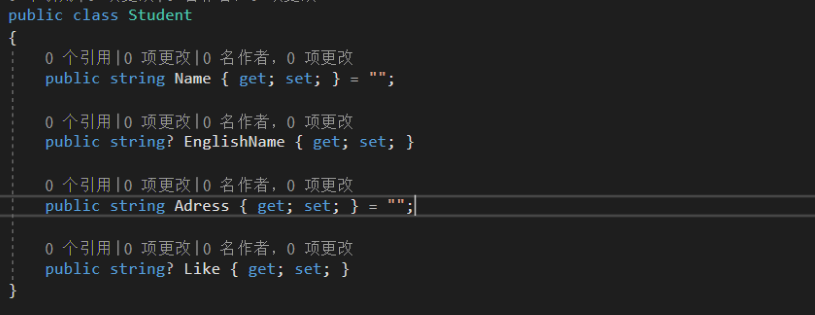 public class Student
{
0 个引用|0 项更改|0 名作者，0 项更改
public string Name { get; set; } = "";
0 个引用|0 项更改|0 名作者，0 项更改
public string? EnglishName { get; set; }
0 个引用|0 项更改|0 名作者，0 项更改
public string Adress { get; set; } = "";
0 个引用|0 项更改|0 名作者，0 项更改
public string? Like { get; set; }
}